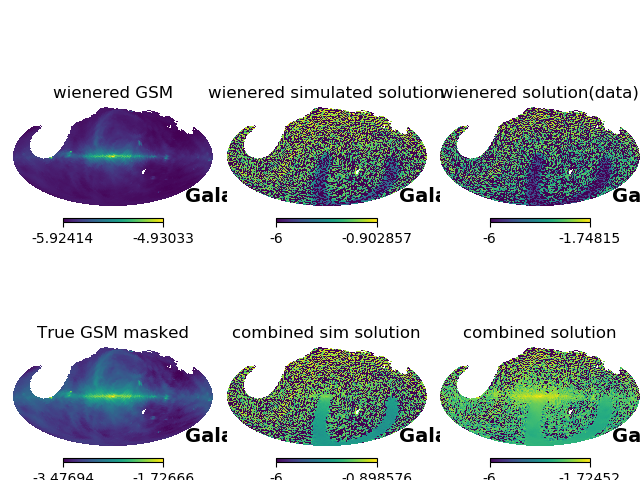 wienered GSM
wienered simulated solution
wienered solution(data)
Gala
Gala
Ga
-5.92414
-4.93033
-6
-0.902857
-6
-1.74815
True GSM masked
combined sim solution
combined solution
Gala
Gala
Ga
-3.47694
-1.72666
-6
-0.898576
-6
-1.72452